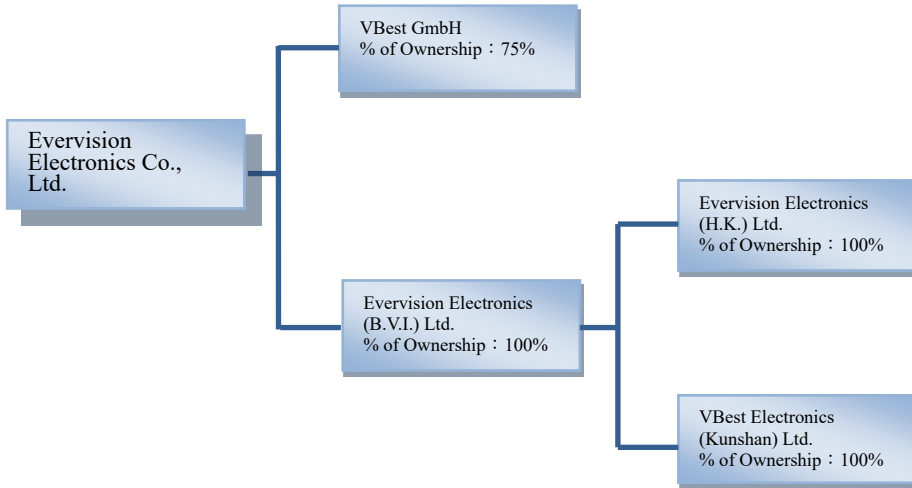 VBest GmbH
% of Ownership：75%
Evervision
Electronics Co.,
Ltd.
Evervision Electronics
(H.K.) Ltd.
% of Ownership：100%
Evervision Electronics
(B.V.I.) Ltd.
% of Ownership：100%
VBest Electronics
(Kunshan) Ltd.
% of Ownership：100%